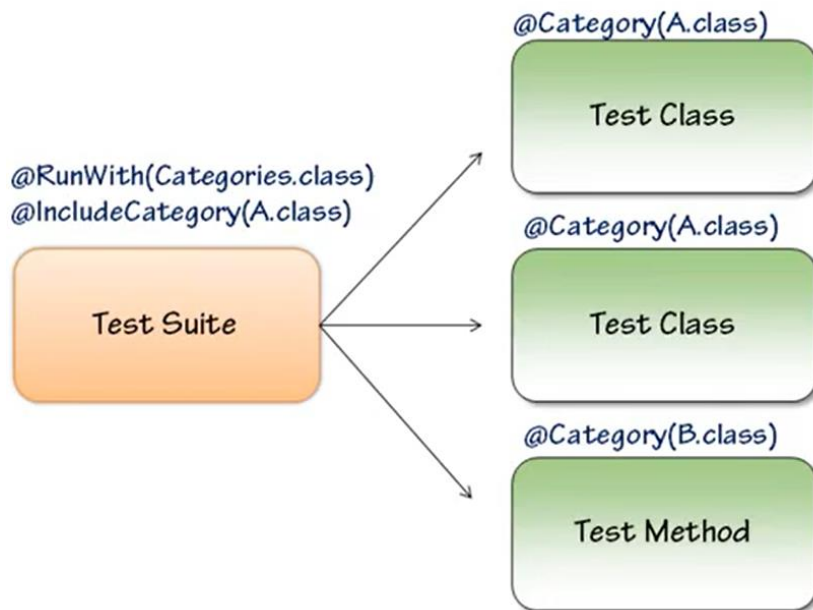 @Category(A.class)
Test Class
@RunWith(Categories.class)
@IncludeCategory(A.class)
Test Suite
@Category(A.class)
Test Class
@Category(B.class)
Test Method